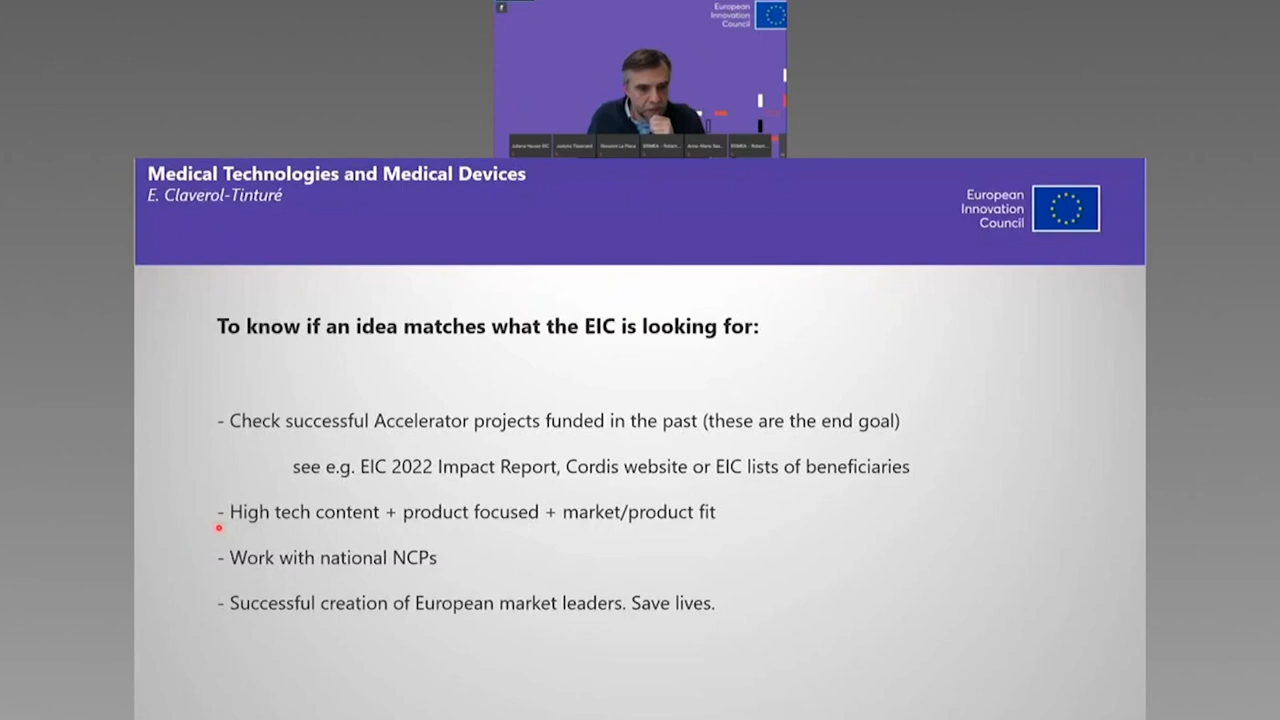 European
Innovation
Council
Medical Technologies and Medical Devices
E. Claverol-Tinturé
European
Innovation
Council
To know if an idea matches what the EIC is looking for:
- Check successful Accelerator projects funded in the past (these are the end goal)
see e.g. EIC 2022 Impact Report, Cordis website or EIC lists of beneficiaries
- High tech content + product focused + market/product fit
- Work with national NCPs
- Successful creation of European market leaders. Save lives.